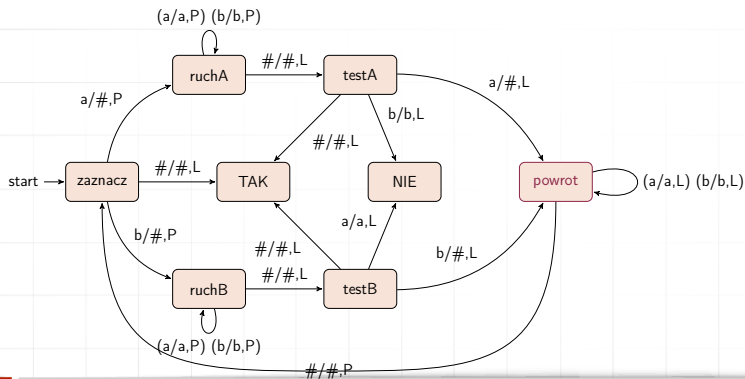 (a/a,P) (b/b,P)
ruchA
#/#,L
testA
a/#,P
a/#,L
b/b,L
#/#,L
start
zaznacz
#/#,L
TAK
NIE
powrot
(a/a,L) (b/b,L)
b/#,P
a/a,L
#/#,L
b/#,L
ruchB
#/#,L
testB
(a/a,P) (b/b,P)
#/#,P